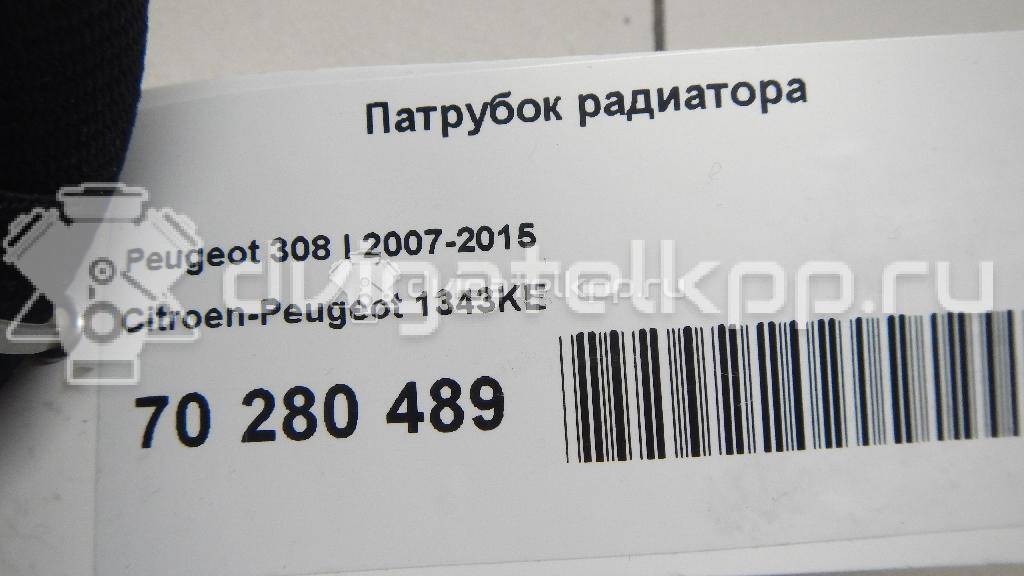 Патрубок радиатора
Peugeot 308 I 2007-2015
dvigatelkpp.ru
Citroen-Peugeot 1343KE
70 280 489